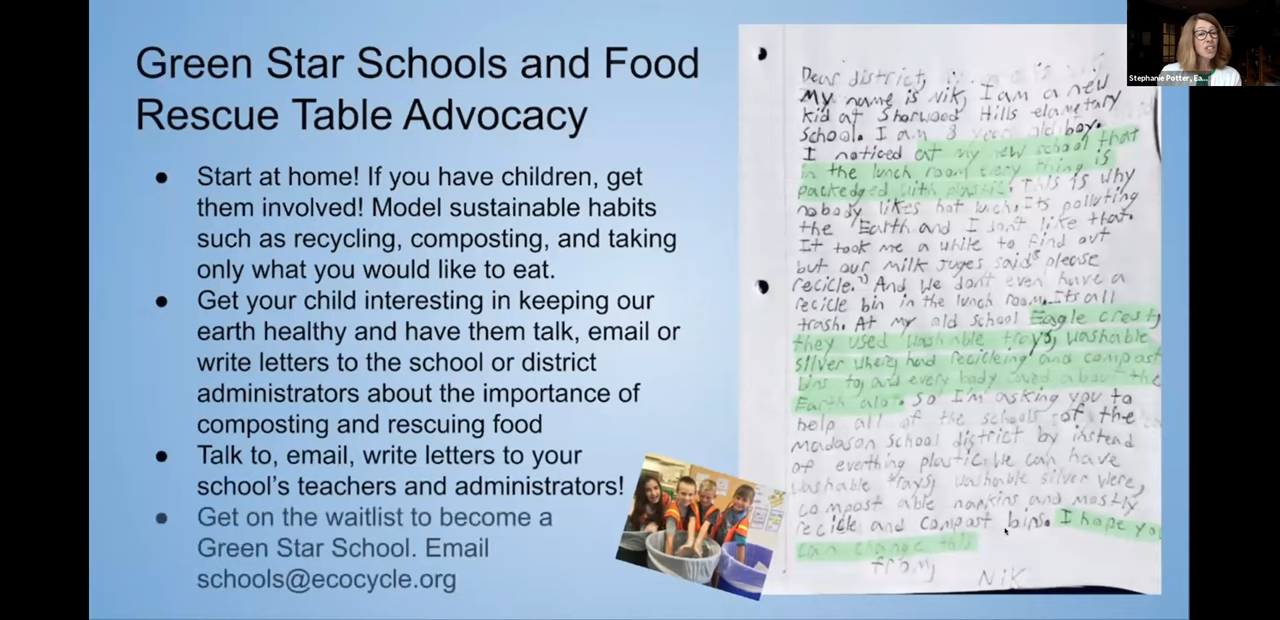 Green Star Schools and Food
Rescue Table Advocacy
● Start at home! If you have children, get
them involved! Model sustainable habits
such as recycling, composting, and taking
only what you would like to eat.
● Get your child interesting in keeping our
earth healthy and have them talk, email or
write letters to the school or district
administrators about the importance of
composting and rescuing food
● Talk to, email, write letters to your
school's teachers and administrators!
● Get on the waitlist to become a
Green Star School. Email
schools@ecocycle.org
Dear district,
My name is Nik, I am a new
kid at Sharwood Hills elametary
School. I am 8 year old boy.
I noticed at my new school that
in the lunch room every thing is
packedged with plastic. This is why
nobody likes hot lunch. Its polluting
the Earth and I dont like that.
It took me a while to find out
but our milk juges said "please
recicle." And we dont even have a
recicle bin in the lunch room. Its all
trash. At my old school Eagle crest,
they used washable trays, washable
silver where, had recicleing and compast
bins to, and every body cared about the
Earth alot. So I'm asking you to
help all of the schools of the
Madason School district by instead
of everthing plastic. We can have
washable trays, washable silver were,
compost able napkins and mostly
recicle and compast bins. I hope you
can change this
from,
Nik
Stephanie Potter, Ea...